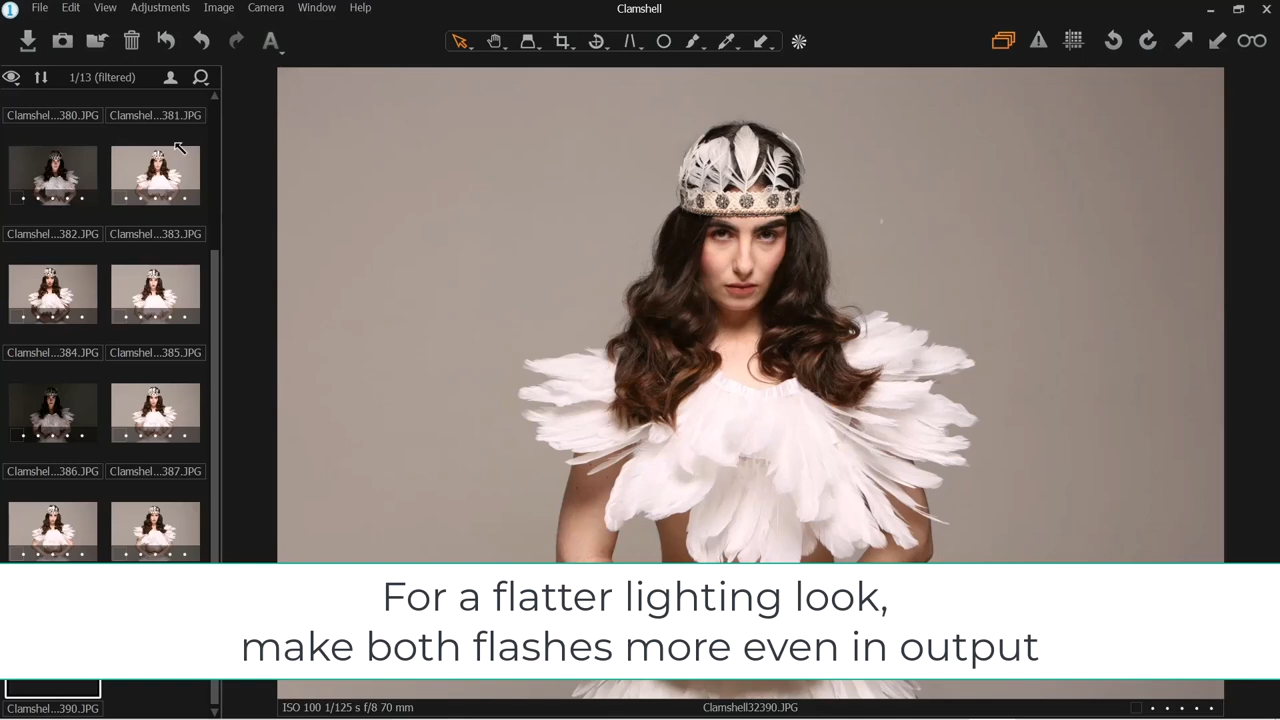 File Edit View Adjustments Image Camera Window Help
Clamshell
1/13 (filtered)
Clamshel...380.JPG Clamshel...381.JPG
Clamshel...382.JPG Clamshel...383.JPG
Clamshel...384.JPG Clamshel...385.JPG
Clamshel...386.JPG Clamshel...387.JPG
For a flatter lighting look,
make both flashes more even in output
Clamshel...390.JPG
ISO 100 1/125 s f/8 70 mm
Clamshell32390.JPG